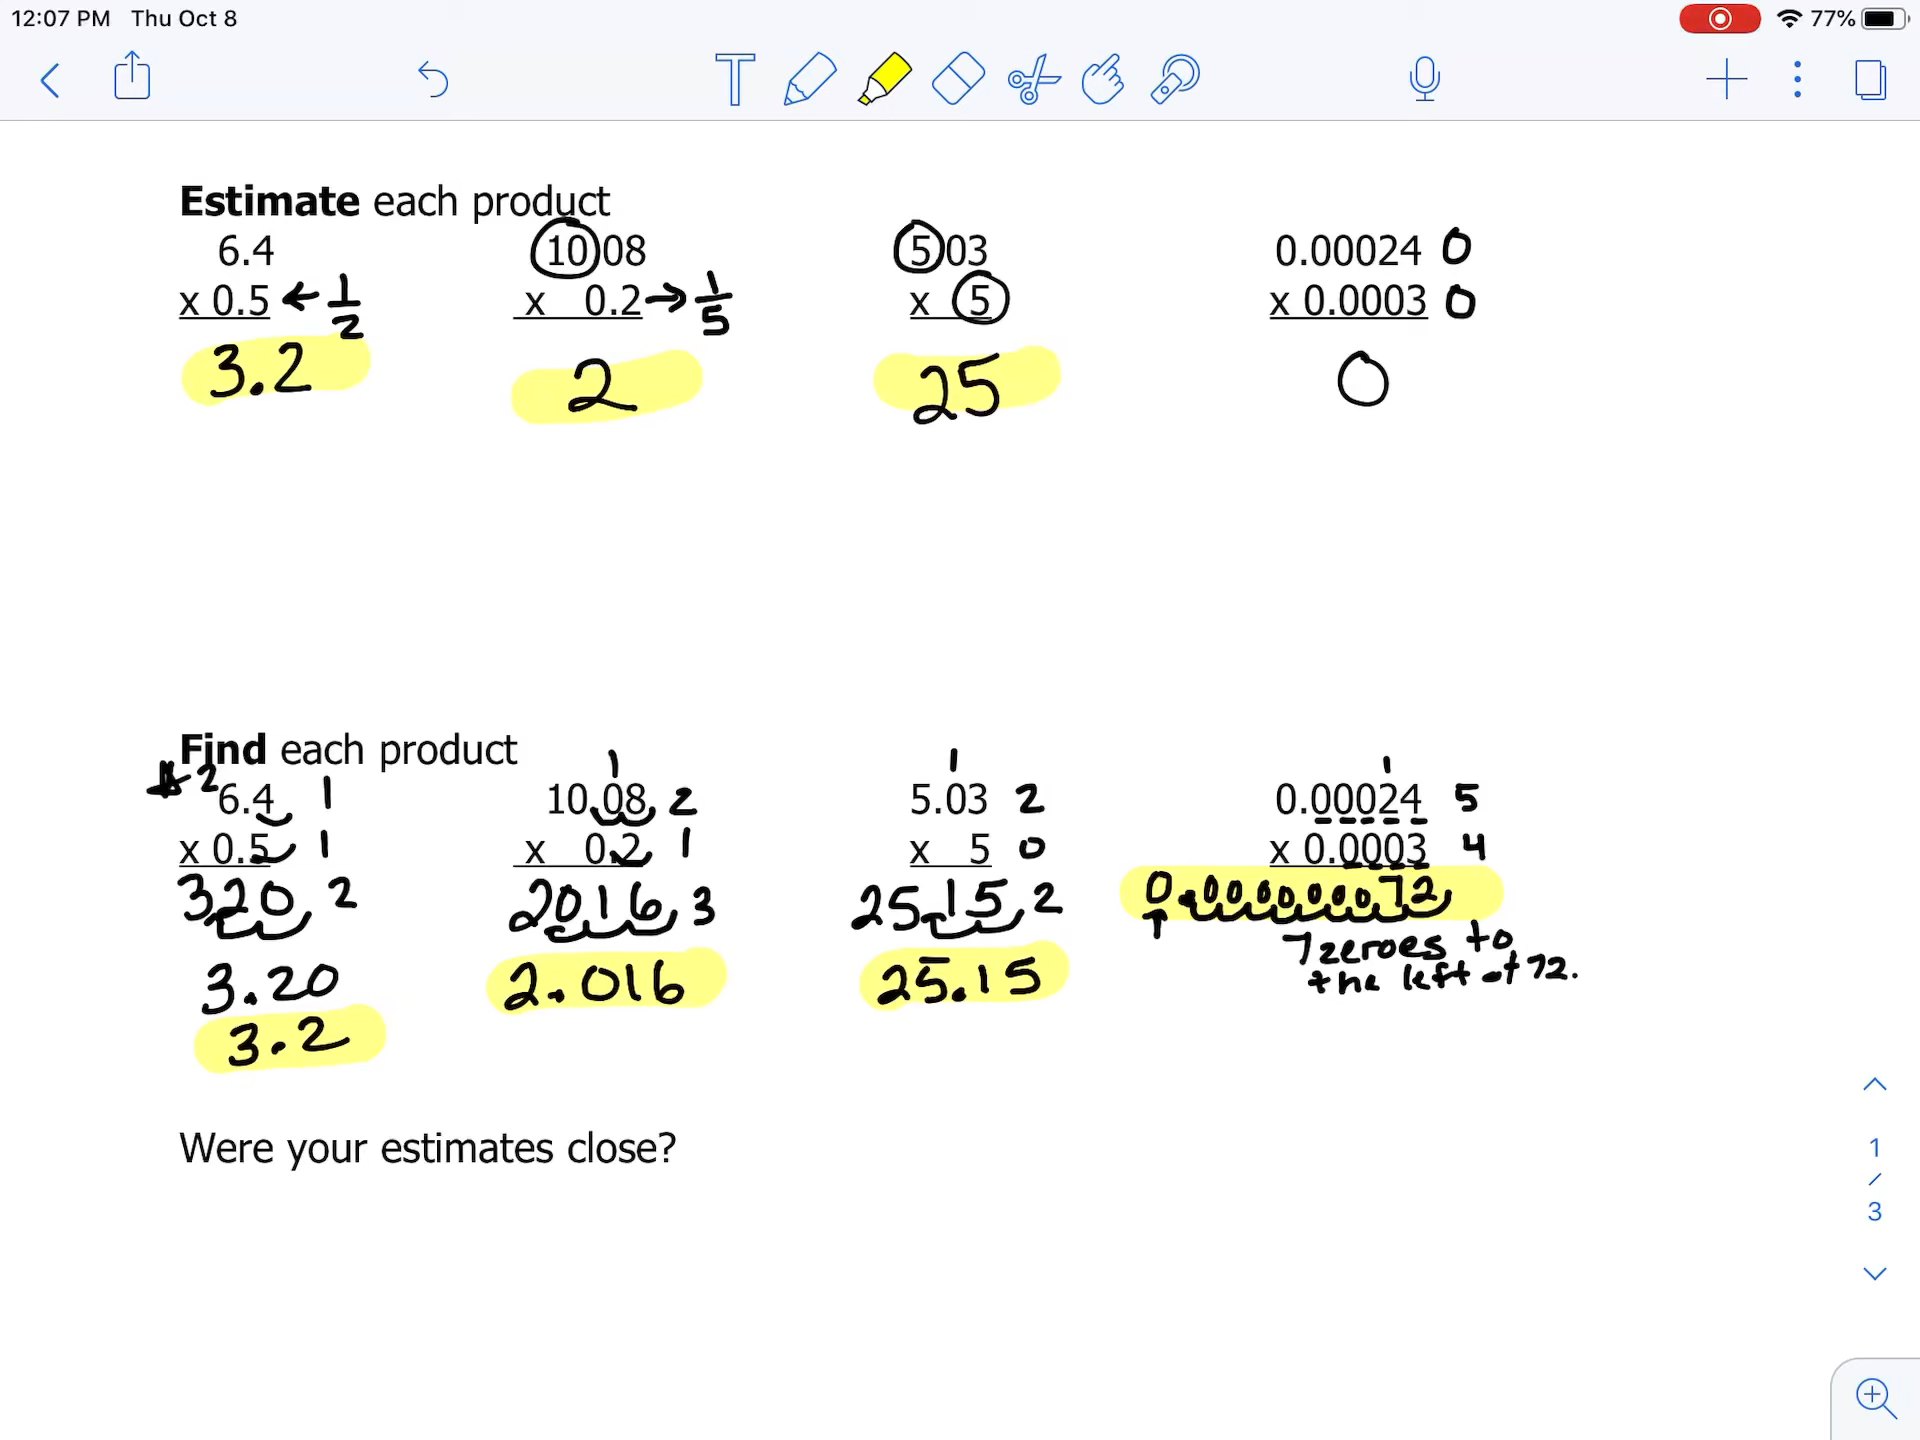 12:07 PM Thu Oct 8 77%
T
Estimate each product
6.4 10.08 5.03 0.00024 0
x 0.5 ← 1/2 x 0.2 → 1/5 x 5 x 0.0003 0
3.2 2 25 0
Find each product
1 1 1
2 6.4 1 10.08 2 5.03 2 0.00024 5
x 0.5 1 x 0.2 1 x 5 0 x 0.0003 4
320 2 2016 3 25.15 2 0.000000072
7 zeroes to
the left of 72.
3.20 2.016 25.15
3.2
Were your estimates close?
1
/
3